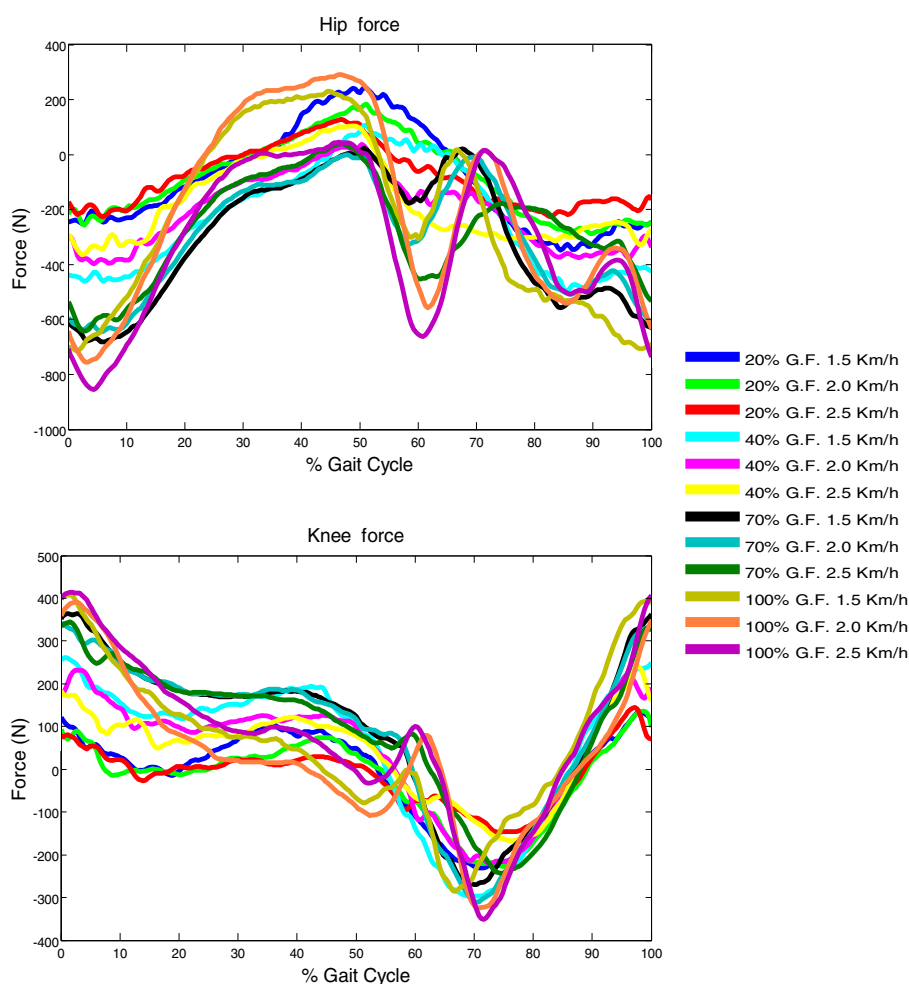 Hip force
400
200
0
-200
-400
-600
-800
-1000
Force (N)
0 10 20 30 40 50 60 70 80 90 100
% Gait Cycle
20% G.F. 1.5 Km/h
20% G.F. 2.0 Km/h
20% G.F. 2.5 Km/h
40% G.F. 1.5 Km/h
40% G.F. 2.0 Km/h
40% G.F. 2.5 Km/h
70% G.F. 1.5 Km/h
70% G.F. 2.0 Km/h
70% G.F. 2.5 Km/h
100% G.F. 1.5 Km/h
100% G.F. 2.0 Km/h
100% G.F. 2.5 Km/h
Knee force
500
400
300
200
100
0
-100
-200
-300
-400
Force (N)
0 10 20 30 40 50 60 70 80 90 100
% Gait Cycle